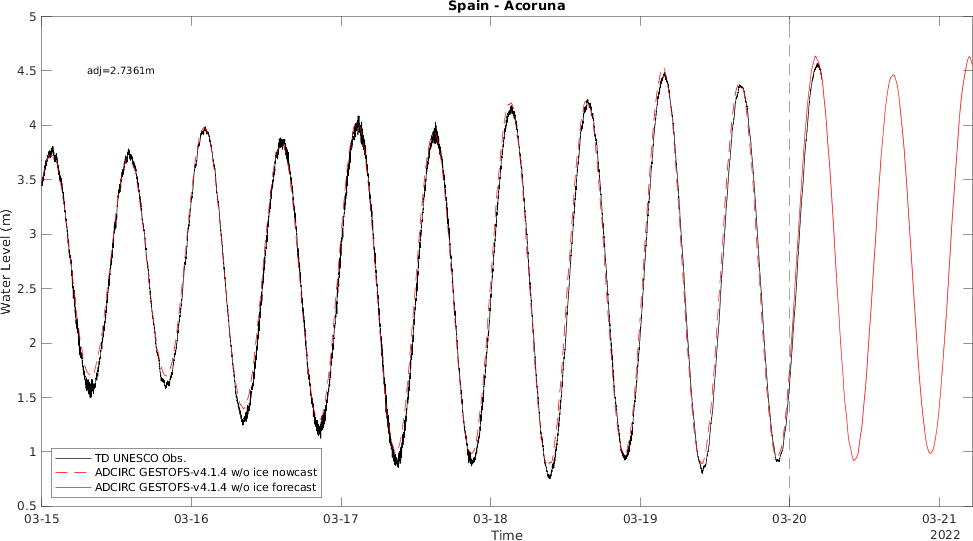 Spain - Acoruna
5
4.5
4
3.5
3
2.5
2
1.5
1
0.5
Water Level (m)
adj=2.7361m
TD UNESCO Obs.
ADCIRC GESTOFS-v4.1.4 w/o ice nowcast
ADCIRC GESTOFS-v4.1.4 w/o ice forecast
03-15 03-16 03-17 03-18 03-19 03-20 03-21
Time
2022